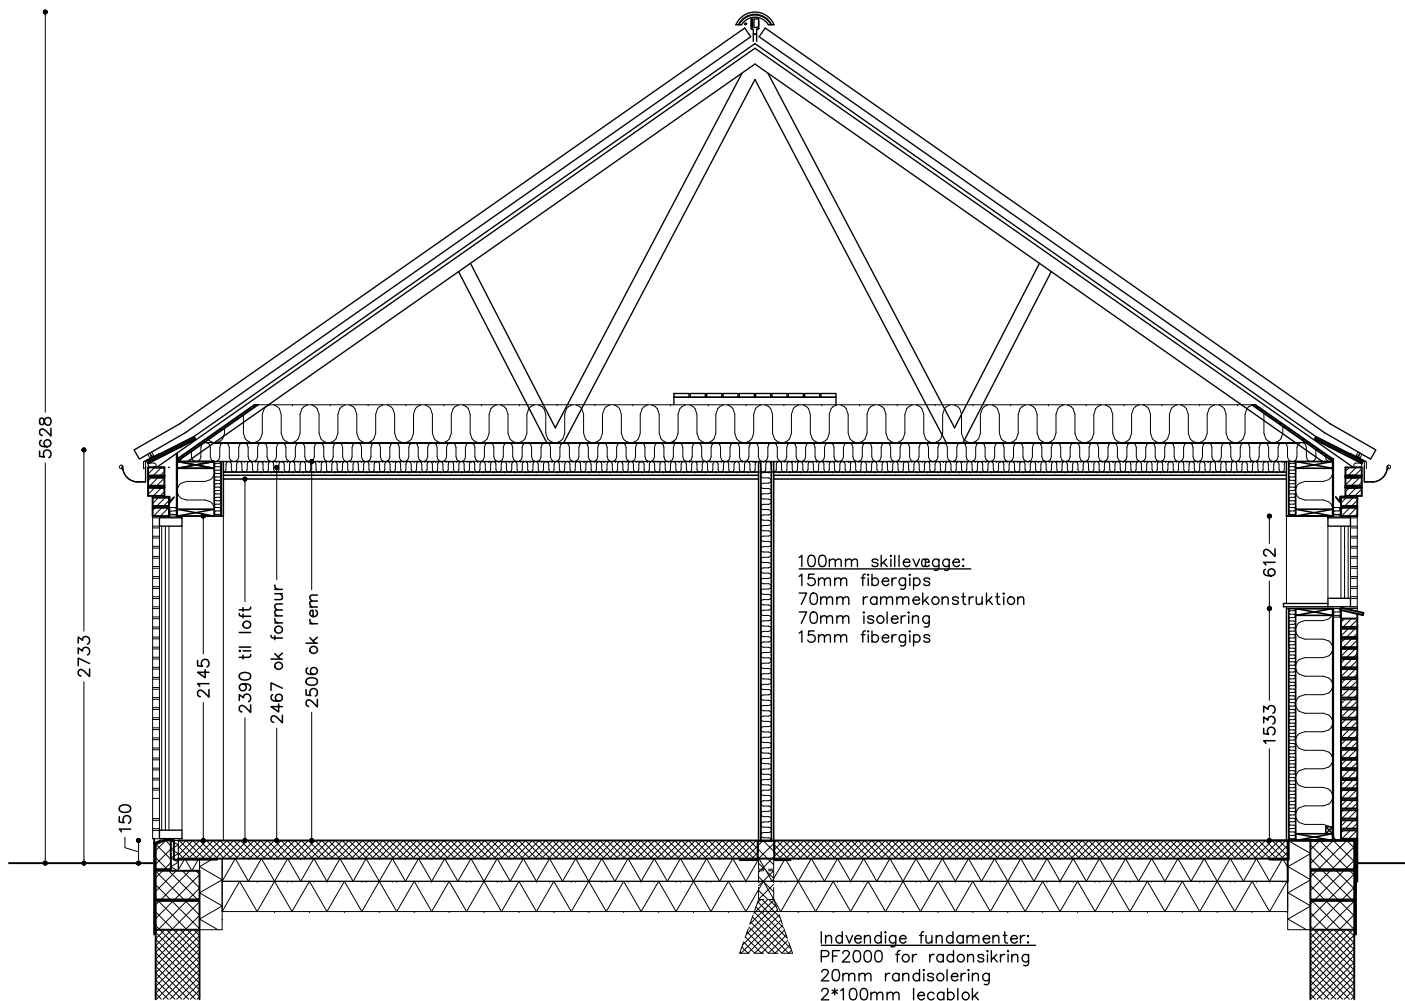 5628
2733
150
2145
2390 til loft
2467 ok formur
2506 ok rem
100mm skillevægge:
15mm fibergips
70mm rammekonstruktion
70mm isolering
15mm fibergips
612
1533
Indvendige fundamenter:
PF2000 for radonsikring
20mm randisolering
2*100mm lecablok